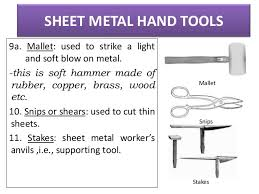 SHEET METAL HAND TOOLS
9a. Mallet: used to strike a light
and soft blow on metal.
-this is soft hammer made of
rubber, copper, brass, wood
etc.
10. Snips or shears: used to cut thin
sheets.
11. Stakes: sheet metal worker's
anvils ,i.e., supporting tool.
Mallet
Snips
Stakes